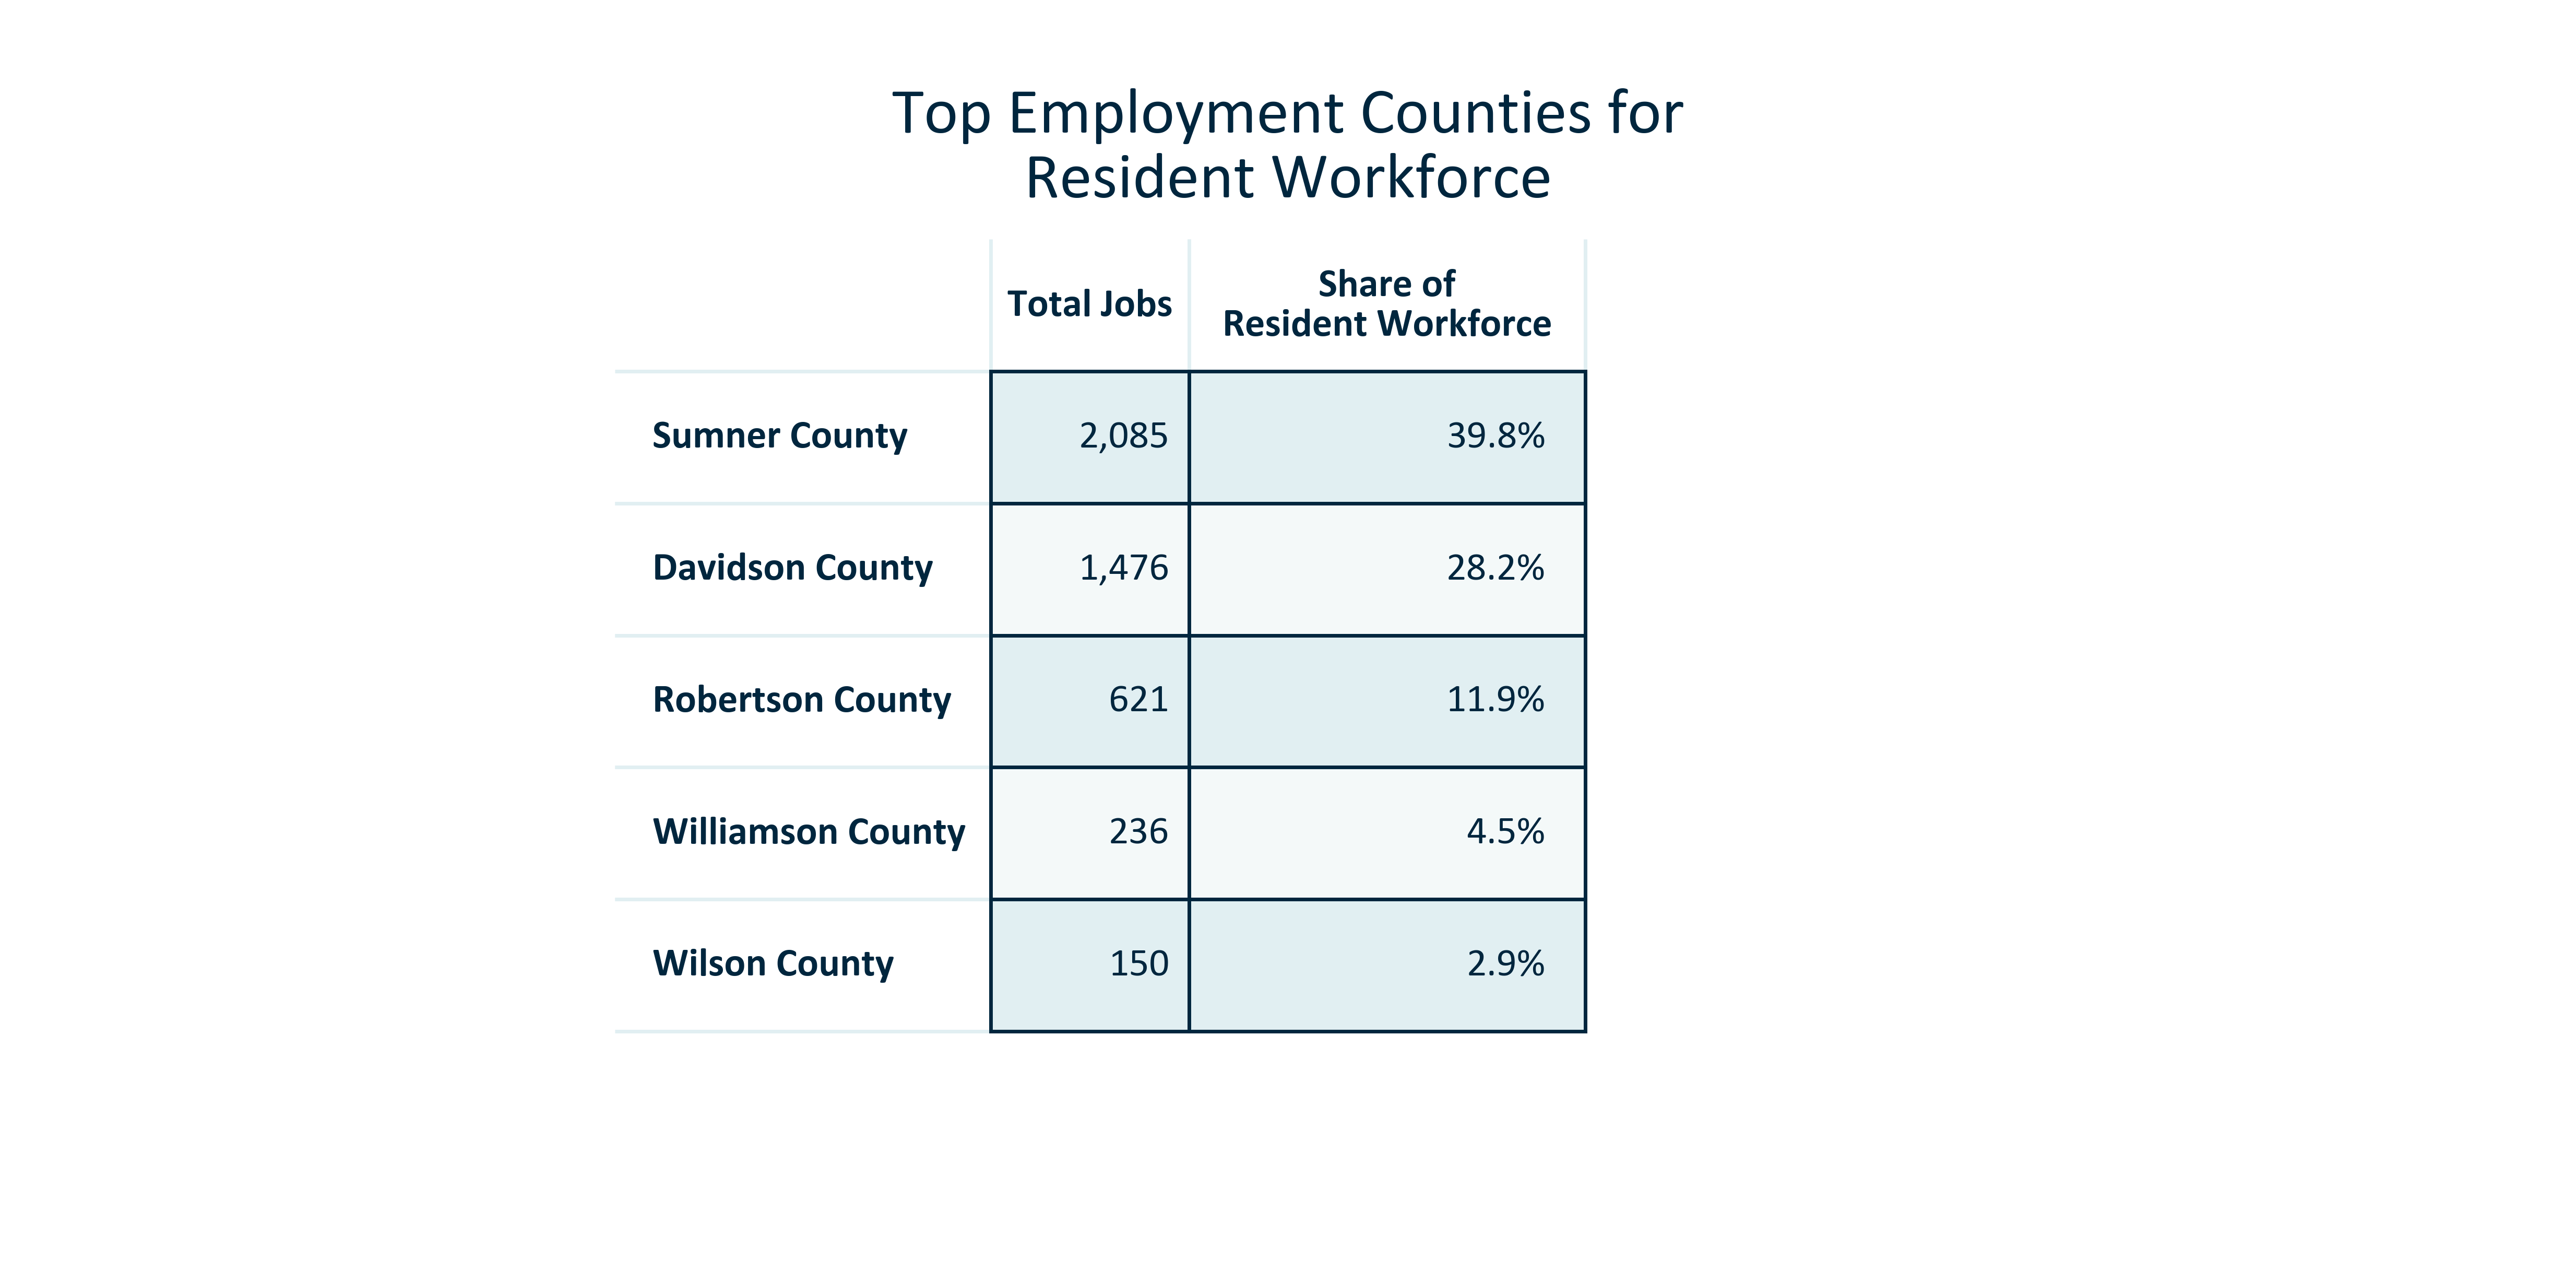 Top Employment Counties for
Resident Workforce
Total Jobs
Share of
Resident Workforce
Sumner County 2,085 39.8%
Davidson County 1,476 28.2%
Robertson County 621 11.9%
Williamson County 236 4.5%
Wilson County 150 2.9%